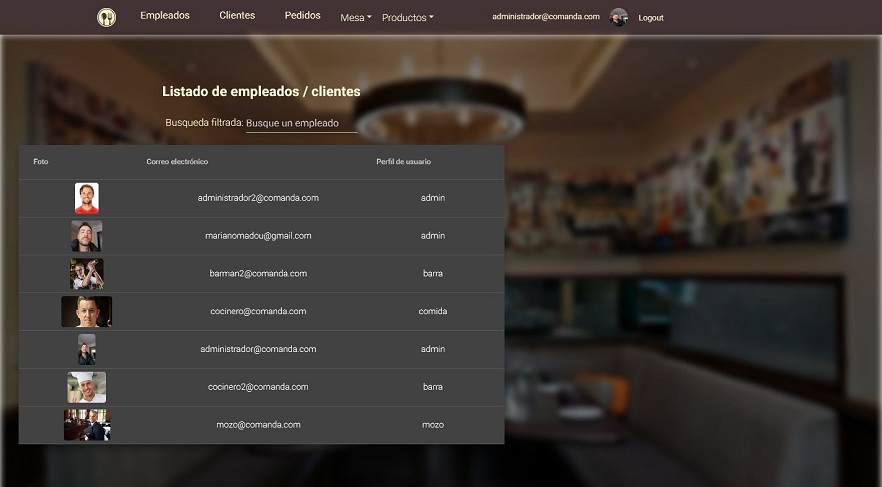 Empleados Clientes Pedidos Mesa Productos administrador@comanda.com Logout
Listado de empleados / clientes
Busqueda filtrada: Busque un empleado
Foto Correo electrónico Perfil de usuario
administrador2@comanda.com admin
marianomadou@gmail.com admin
barman2@comanda.com barra
cocinero@comanda.com comida
administrador@comanda.com admin
cocinero2@comanda.com barra
mozo@comanda.com mozo